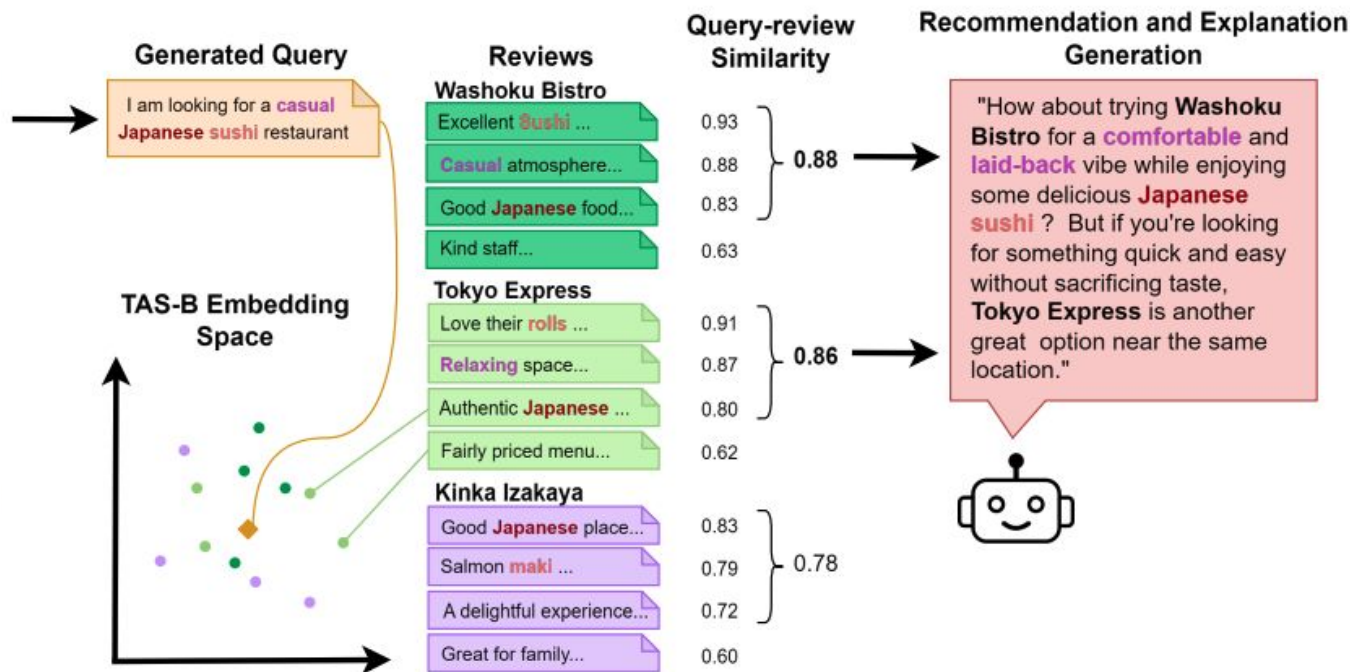 Generated Query
I am looking for a casual
Japanese sushi restaurant
TAS-B Embedding
Space
Reviews
Washoku Bistro
Excellent Sushi ...
Casual atmosphere...
Good Japanese food...
Kind staff...
Tokyo Express
Love their rolls ...
Relaxing space...
Authentic Japanese ...
Fairly priced menu...
Kinka Izakaya
Good Japanese place...
Salmon maki ...
A delightful experience...
Great for family...
Query-review
Similarity
0.93
0.88
0.83
0.63
0.88
0.91
0.87
0.80
0.62
0.86
0.83
0.79
0.72
0.60
0.78
Recommendation and Explanation
Generation
"How about trying Washoku
Bistro for a comfortable and
laid-back vibe while enjoying
some delicious Japanese
sushi ? But if you're looking
for something quick and easy
without sacrificing taste,
Tokyo Express is another
great option near the same
location."